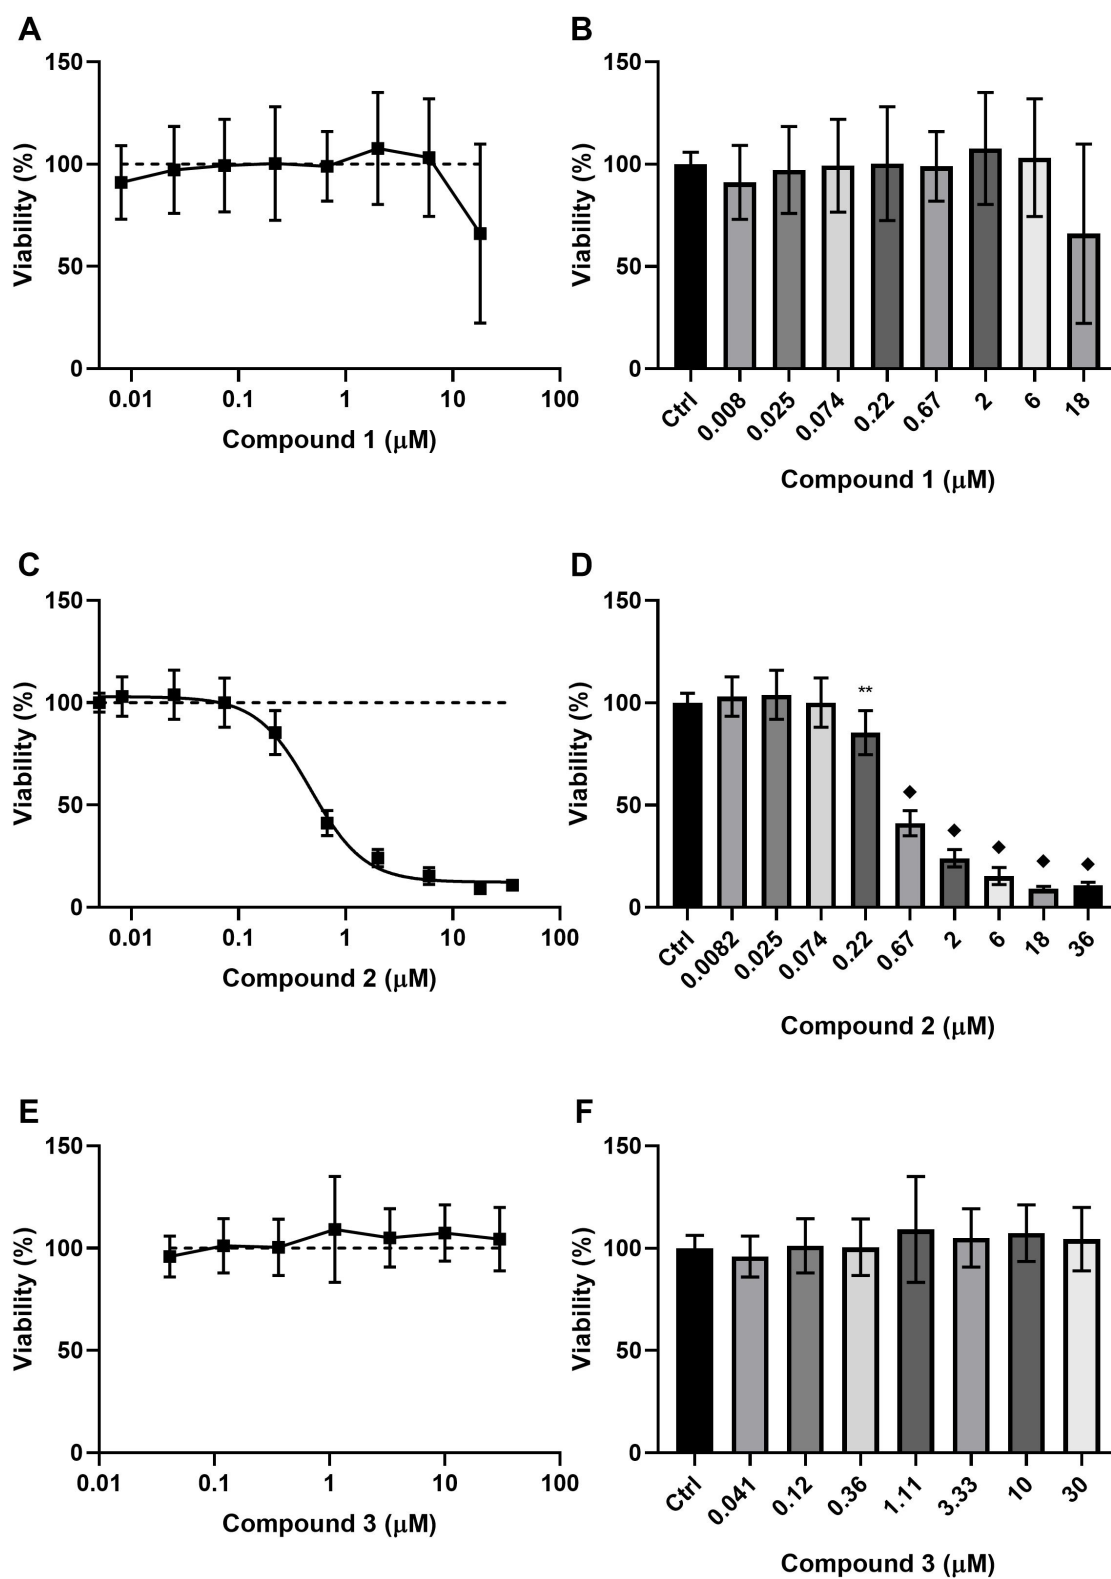 A
Viability (%)
150
100
50
0
0.01 0.1 1 10 100
Compound 1 (μM)
B
Viability (%)
150
100
50
0
Ctrl 0.008 0.025 0.074 0.22 0.67 2 6 18
Compound 1 (μM)
C
Viability (%)
150
100
50
0
0.01 0.1 1 10 100
Compound 2 (μM)
D
Viability (%)
150
100
50
0
**
Ctrl 0.0082 0.025 0.074 0.22 0.67 2 6 18 36
Compound 2 (μM)
E
Viability (%)
150
100
50
0
0.01 0.1 1 10 100
Compound 3 (μM)
F
Viability (%)
150
100
50
0
Ctrl 0.041 0.12 0.36 1.11 3.33 10 30
Compound 3 (μM)